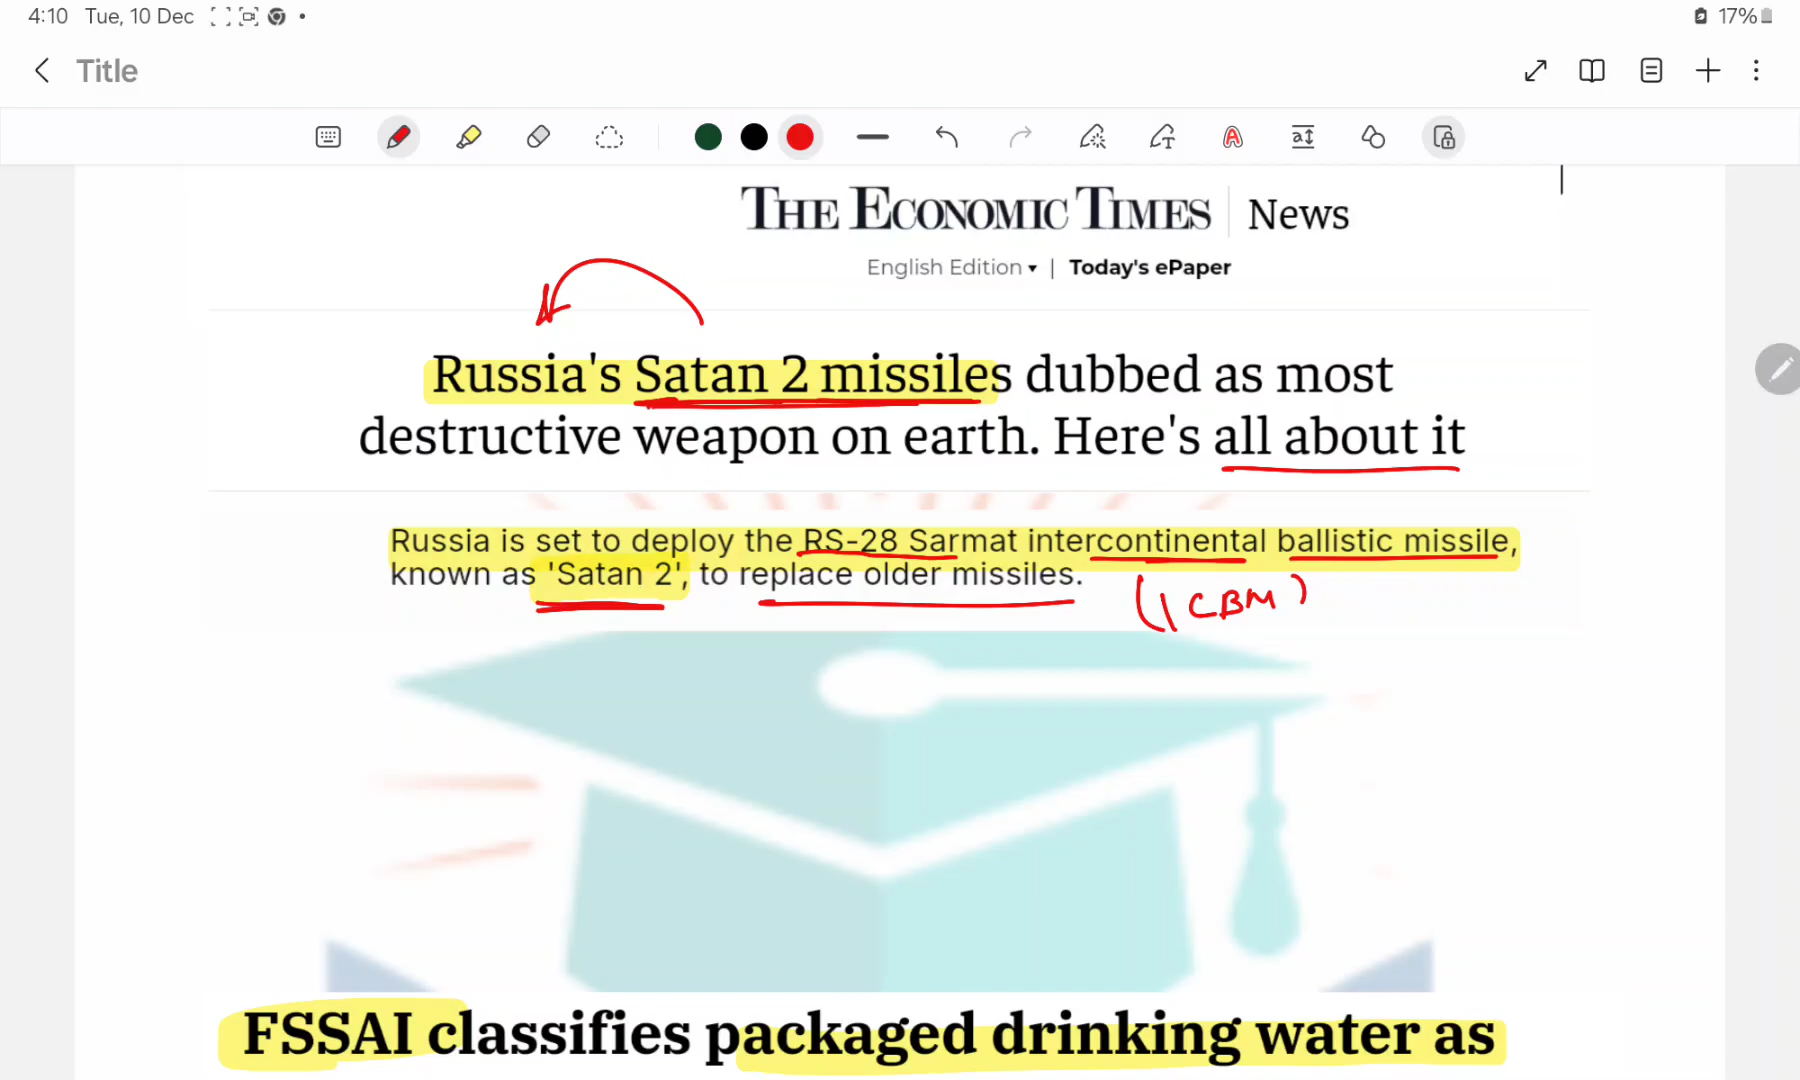 4:10 Tue, 10 Dec
17%
Title
THE ECONOMIC TIMES | News
English Edition ▾ | Today's ePaper
Russia's Satan 2 missiles dubbed as most
destructive weapon on earth. Here's all about it
Russia is set to deploy the RS-28 Sarmat intercontinental ballistic missile,
known as 'Satan 2', to replace older missiles.
(ICBM)
FSSAI classifies packaged drinking water as